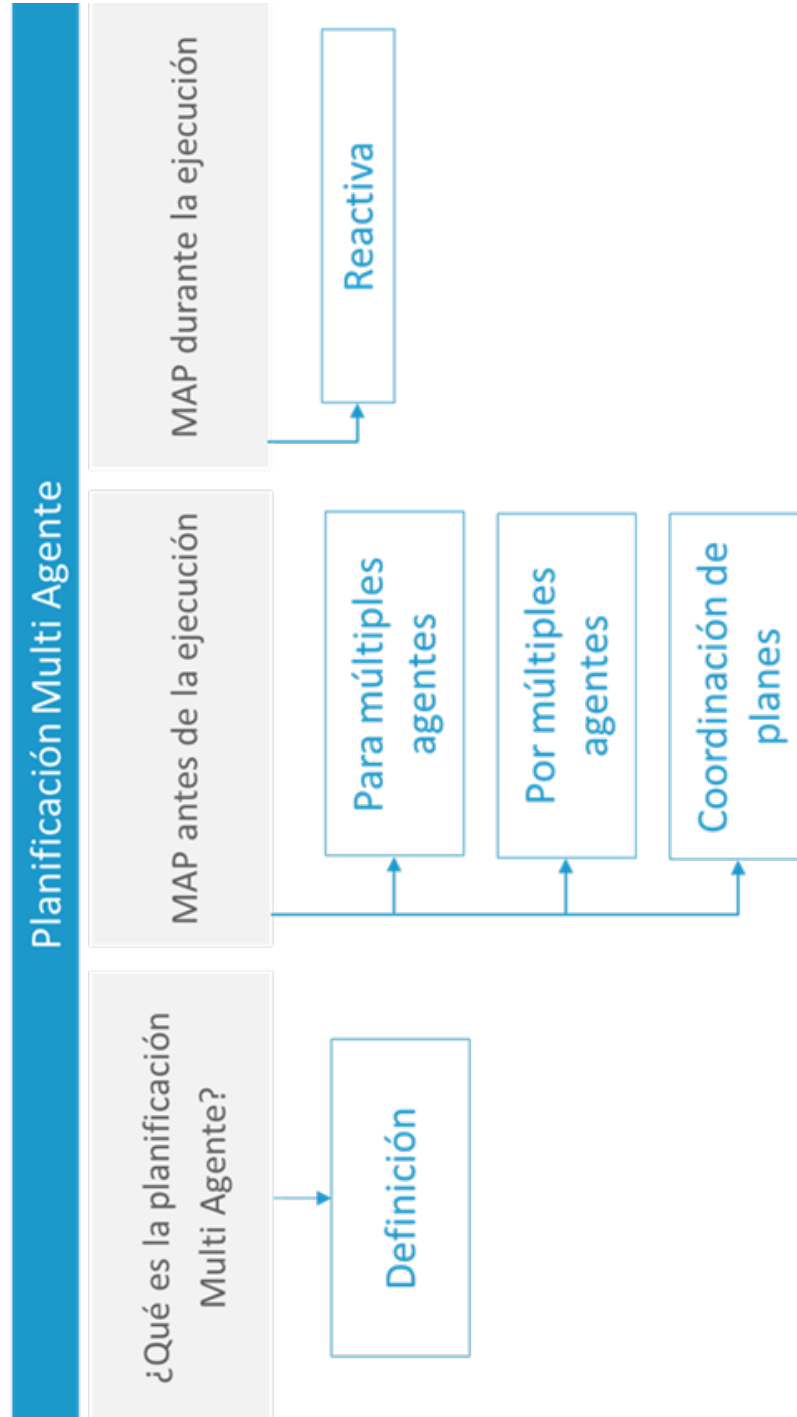 Planificación Multi Agente
¿Qué es la planificación
Multi Agente?
Definición
MAP antes de la ejecución
Para múltiples
agentes
Por múltiples
agentes
Coordinación de
planes
MAP durante la ejecución
Reactiva